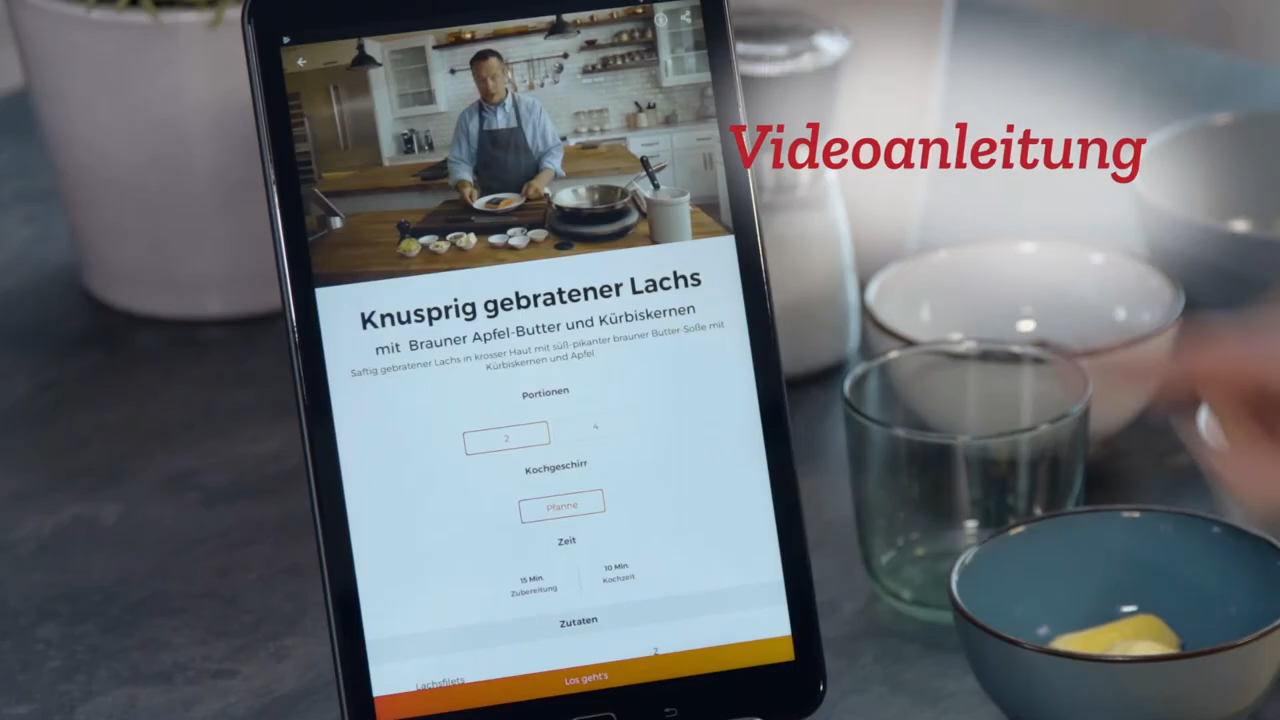 Videoanleitung
Knusprig gebratener Lachs
mit Brauner Apfel-Butter und Kürbiskernen
Saftig gebratener Lachs in krosser Haut mit süß-pikanter brauner Butter-Soße mit
Kürbiskernen und Apfel.
Portionen
2 4
Kochgeschirr
Pfanne
Zeit
15 Min. 10 Min.
Zubereitung Kochzeit
Zutaten
2
Lachsfilets
Los geht's